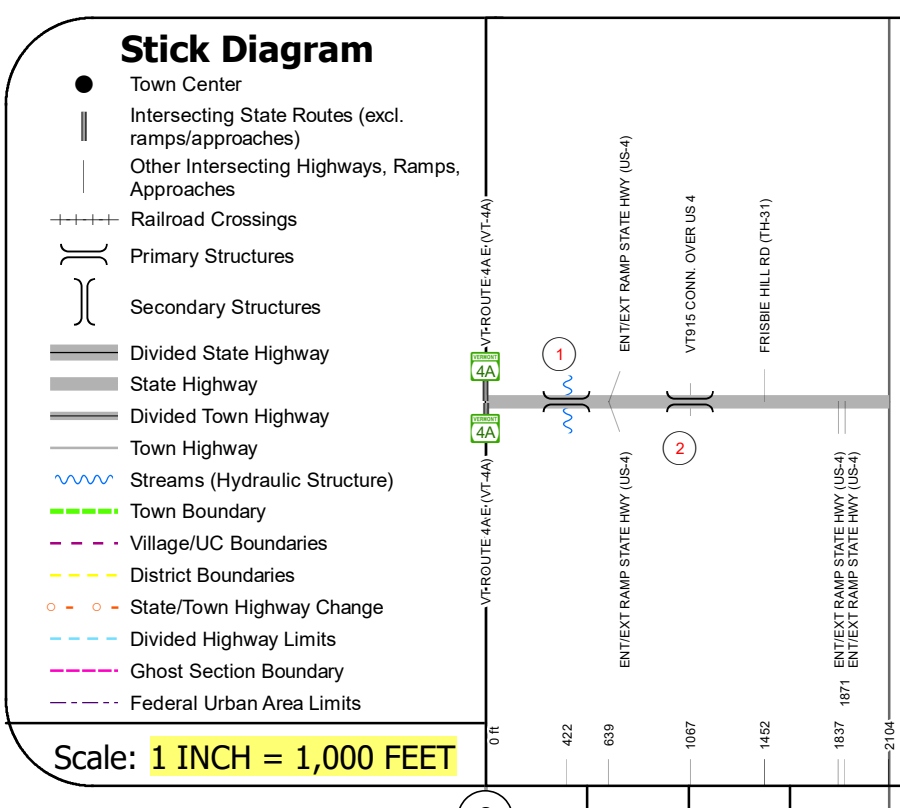 Stick Diagram
Town Center
Intersecting State Routes (excl.
ramps/approaches)
Other Intersecting Highways, Ramps,
Approaches
Railroad Crossings
Primary Structures
Secondary Structures
Divided State Highway
State Highway
Divided Town Highway
Town Highway
Streams (Hydraulic Structure)
Town Boundary
Village/UC Boundaries
District Boundaries
State/Town Highway Change
Divided Highway Limits
Ghost Section Boundary
Federal Urban Area Limits
Scale: 1 INCH = 1,000 FEET
VT-ROUTE 4A E (VT-4A)
ENT/EXT RAMP STATE HWY (US-4)
VT915 CONN. OVER US 4
FRISBIE HILL RD (TH-31)
1
VERMONT
4A
VERMONT
4A
2
VT-ROUTE 4A E (VT-4A)
ENT/EXT RAMP STATE HWY (US-4)
ENT/EXT RAMP STATE HWY (US-4)
ENT/EXT RAMP STATE HWY (US-4)
0 ft
422
639
1067
1452
1837
1871
2104